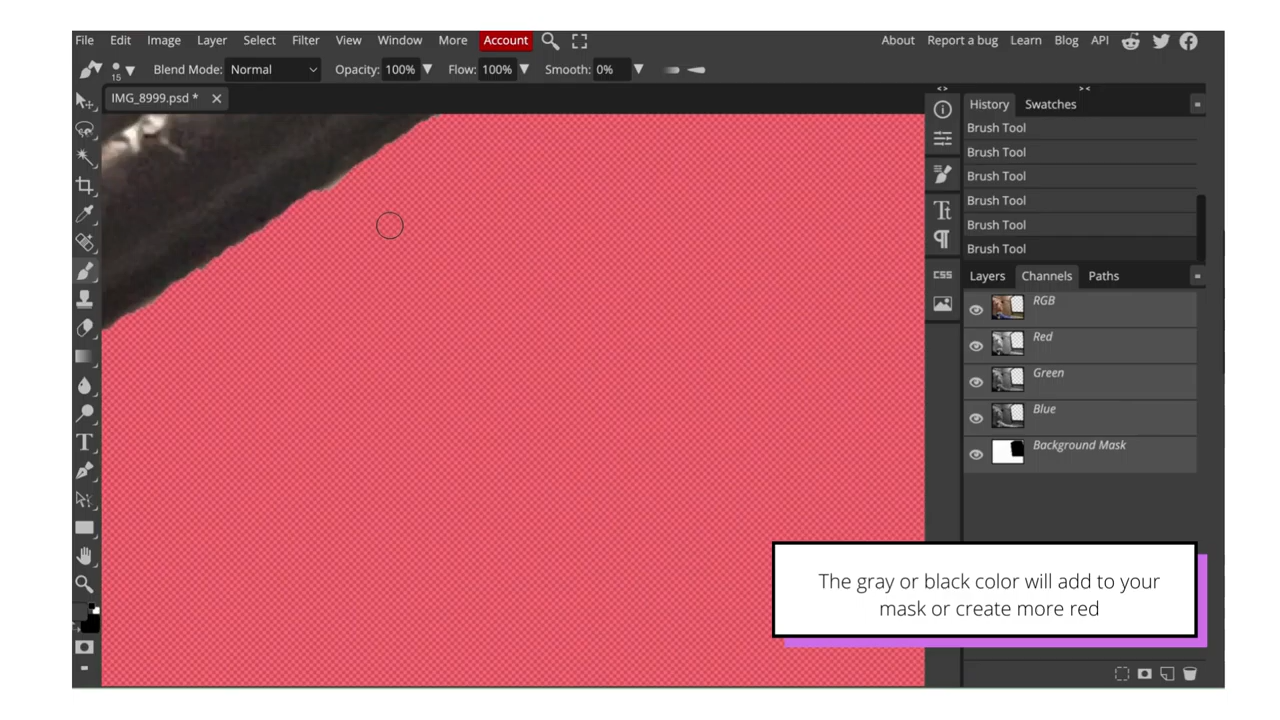 File Edit Image Layer Select Filter View Window More Account About Report a bug Learn Blog API
15 Blend Mode: Normal Opacity: 100% Flow: 100% Smooth: 0%
IMG_8999.psd *
< > > <
History Swatches
Brush Tool
Brush Tool
Brush Tool
Brush Tool
Brush Tool
Brush Tool
CSS
Layers Channels Paths
RGB
Red
Green
Blue
Background Mask
The gray or black color will add to your
mask or create more red